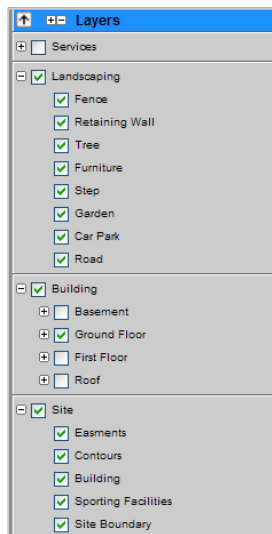 Layers
Services
Landscaping
Fence
Retaining Wall
Tree
Furniture
Step
Garden
Car Park
Road
Building
Basement
Ground Floor
First Floor
Roof
Site
Easments
Contours
Building
Sporting Facilities
Site Boundary